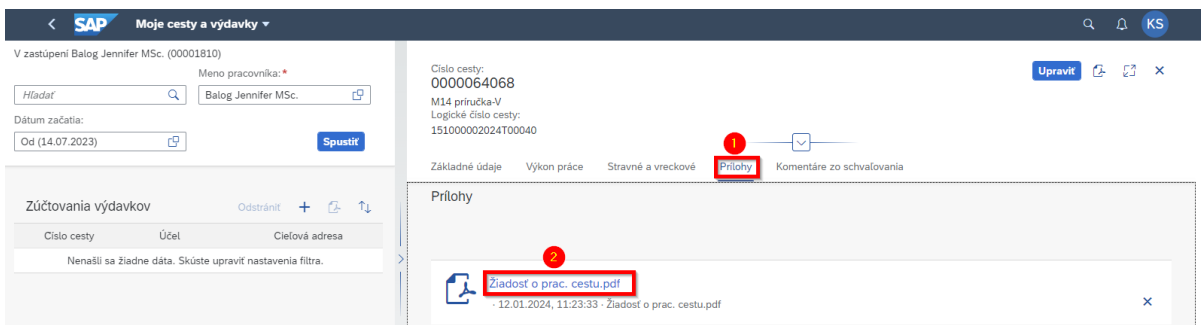 SAP Moje cesty a výdavky
KS
V zastúpení Balog Jennifer MSc. (00001810)
Meno pracovníka:*
Hľadať
Balog Jennifer MSc.
Dátum začatia:
Od (14.07.2023)
Spustiť
Zúčtovania výdavkov
Odstrániť
Číslo cesty Účel Cieľová adresa
Nenašli sa žiadne dáta. Skúste upraviť nastavenia filtra.
Číslo cesty:
0000064068
Upraviť
M14 príručka-V
Logické číslo cesty:
151000002024T00040
1
Základné údaje Výkon práce Stravné a vreckové Prílohy Komentáre zo schvaľovania
Prílohy
2
Žiadosť o prac. cestu.pdf
· 12.01.2024, 11:23:33 · Žiadosť o prac. cestu.pdf